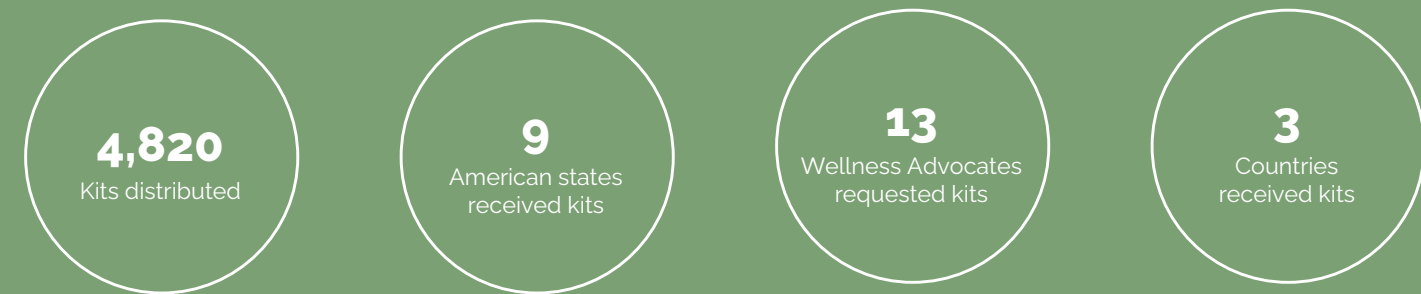 4,820
Kits distributed
9
American states
received kits
13
Wellness Advocates
requested kits
3
Countries
received kits